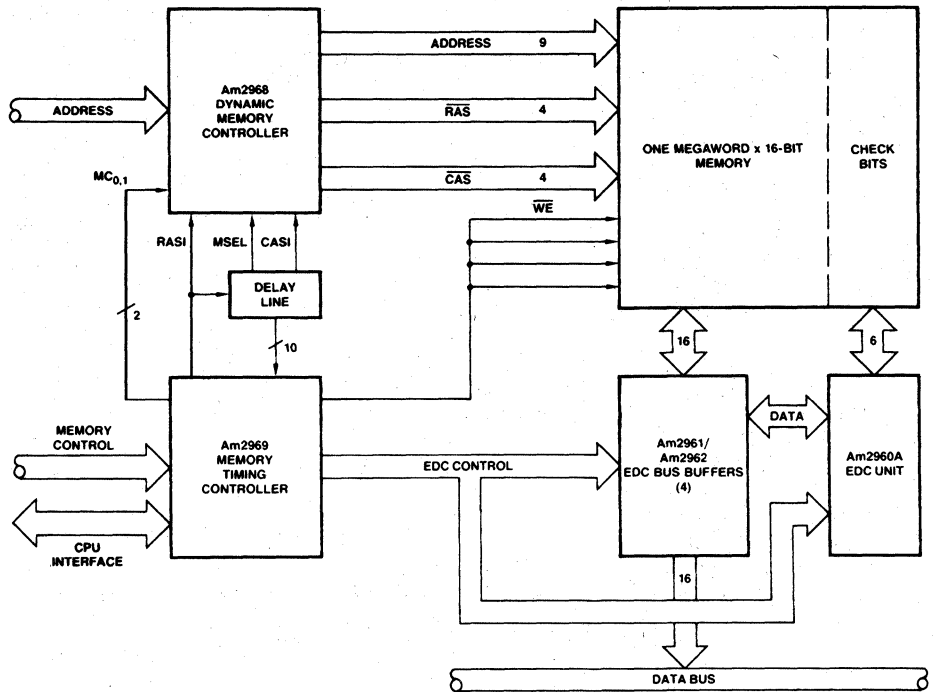 ADDRESS 9
Am2968
DYNAMIC
MEMORY
CONTROLLER
ADDRESS
RAS 4
ONE MEGAWORD x 16-BIT
MEMORY
CHECK
BITS
CAS 4
MC0,1
WE
RASI
MSEL
CASI
DELAY
LINE
2
10
16
6
MEMORY
CONTROL
Am2969
MEMORY
TIMING
CONTROLLER
EDC CONTROL
Am2961/
Am2962
EDC BUS BUFFERS
(4)
DATA
Am2960A
EDC UNIT
CPU
INTERFACE
16
DATA BUS